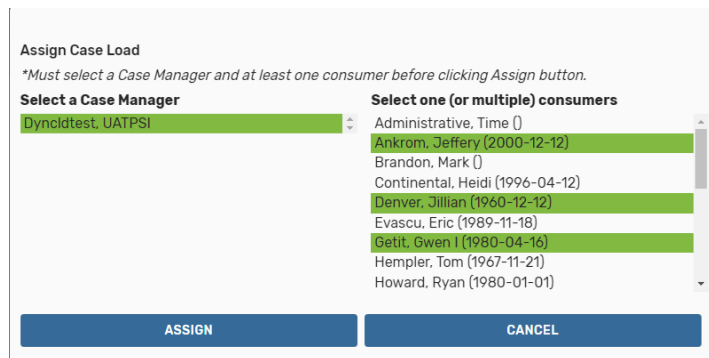 Assign Case Load
*Must select a Case Manager and at least one consumer before clicking Assign button.
Select a Case Manager
Dyncldtest, UATPSI
Select one (or multiple) consumers
Administrative, Time ()
Ankrom, Jeffery (2000-12-12)
Brandon, Mark ()
Continental, Heidi (1996-04-12)
Denver, Jillian (1960-12-12)
Evascu, Eric (1989-11-18)
Getit, Gwen I (1980-04-16)
Hempler, Tom (1967-11-21)
Howard, Ryan (1980-01-01)
ASSIGN
CANCEL